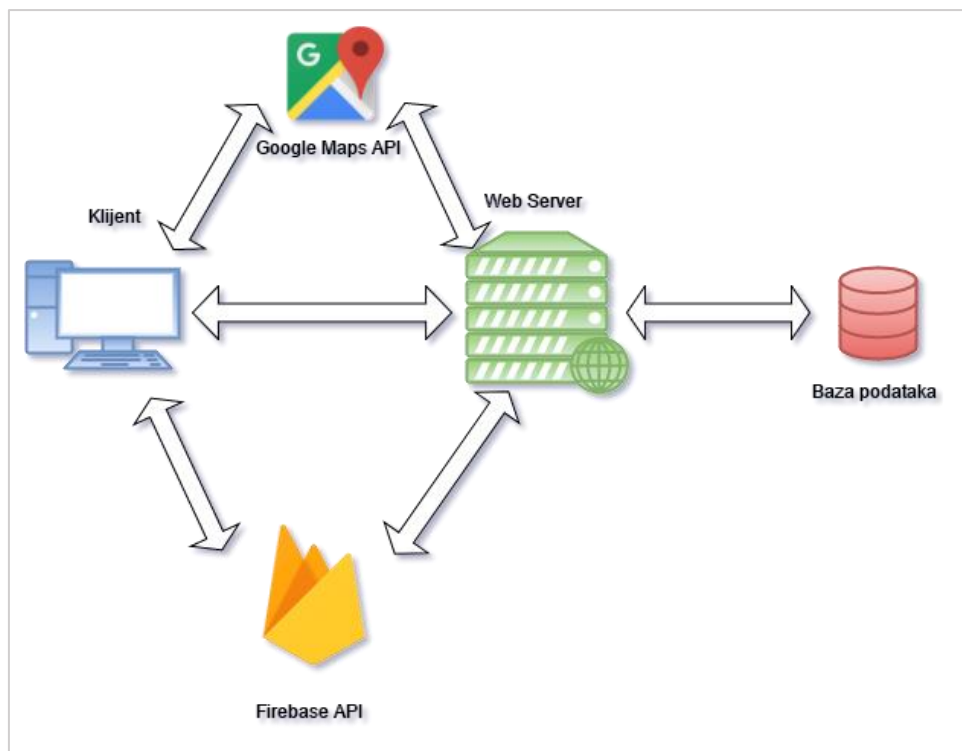 G
Google Maps API
Web Server
Klijent
Baza podataka
Firebase API